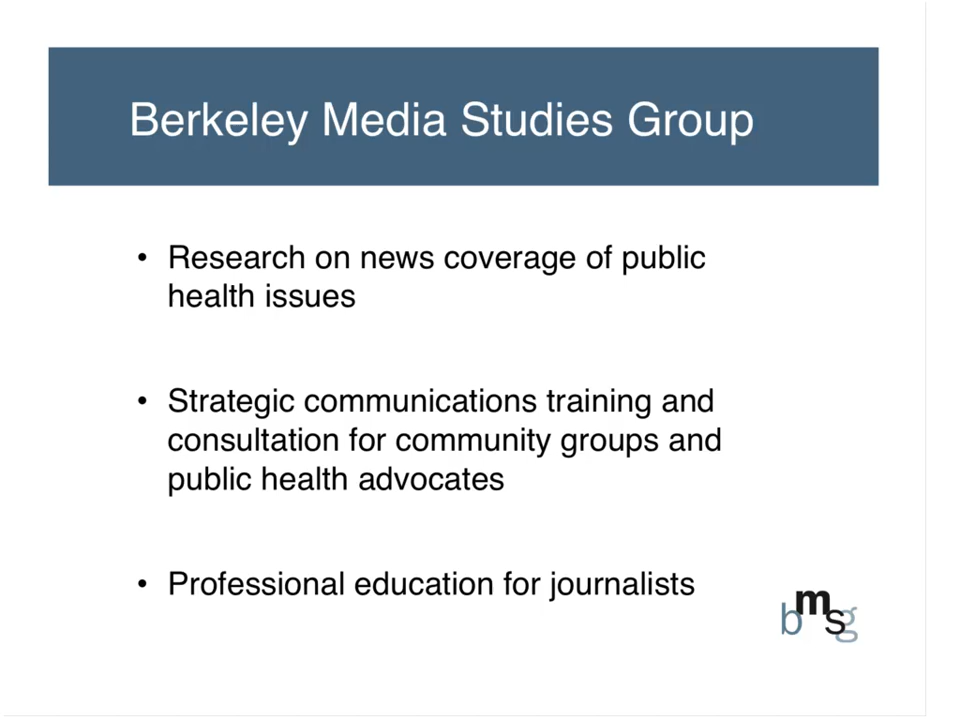 Berkeley Media Studies Group
• Research on news coverage of public
health issues
• Strategic communications training and
consultation for community groups and
public health advocates
• Professional education for journalists
bmsg